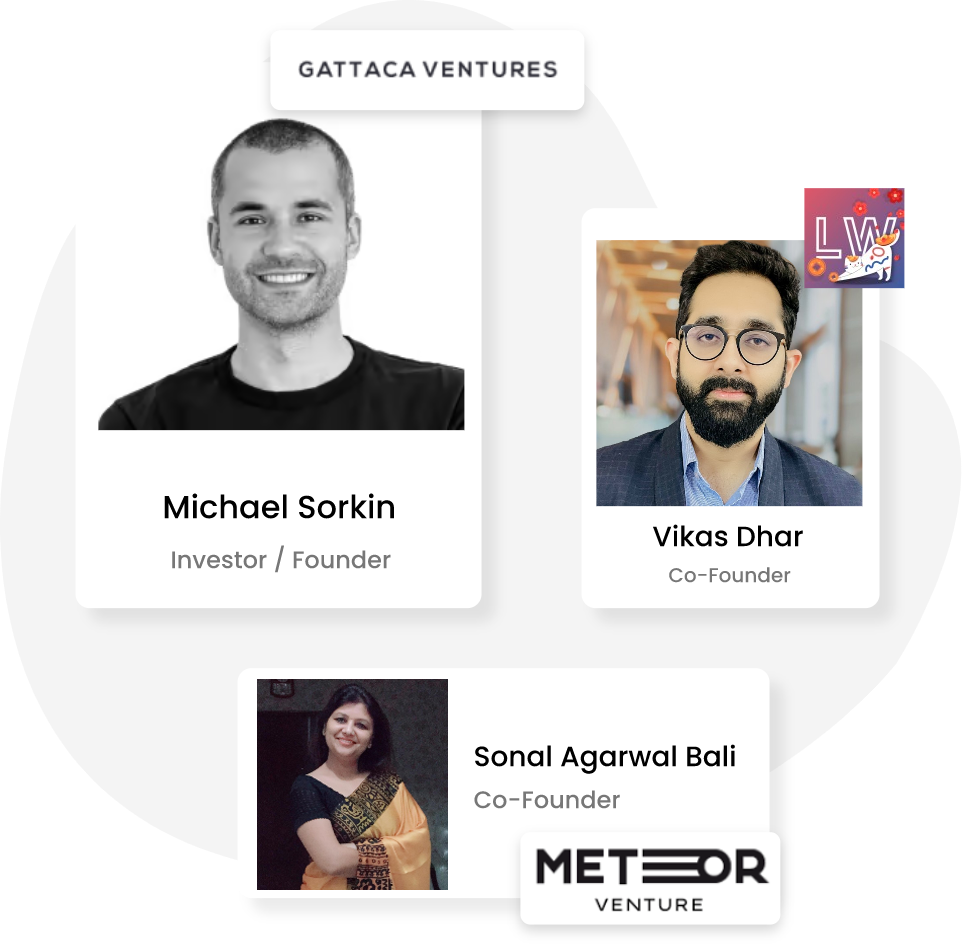 GATTACA VENTURES
Michael Sorkin
Investor / Founder
LW
Vikas Dhar
Co-Founder
Sonal Agarwal Bali
Co-Founder
METEOR
VENTURE